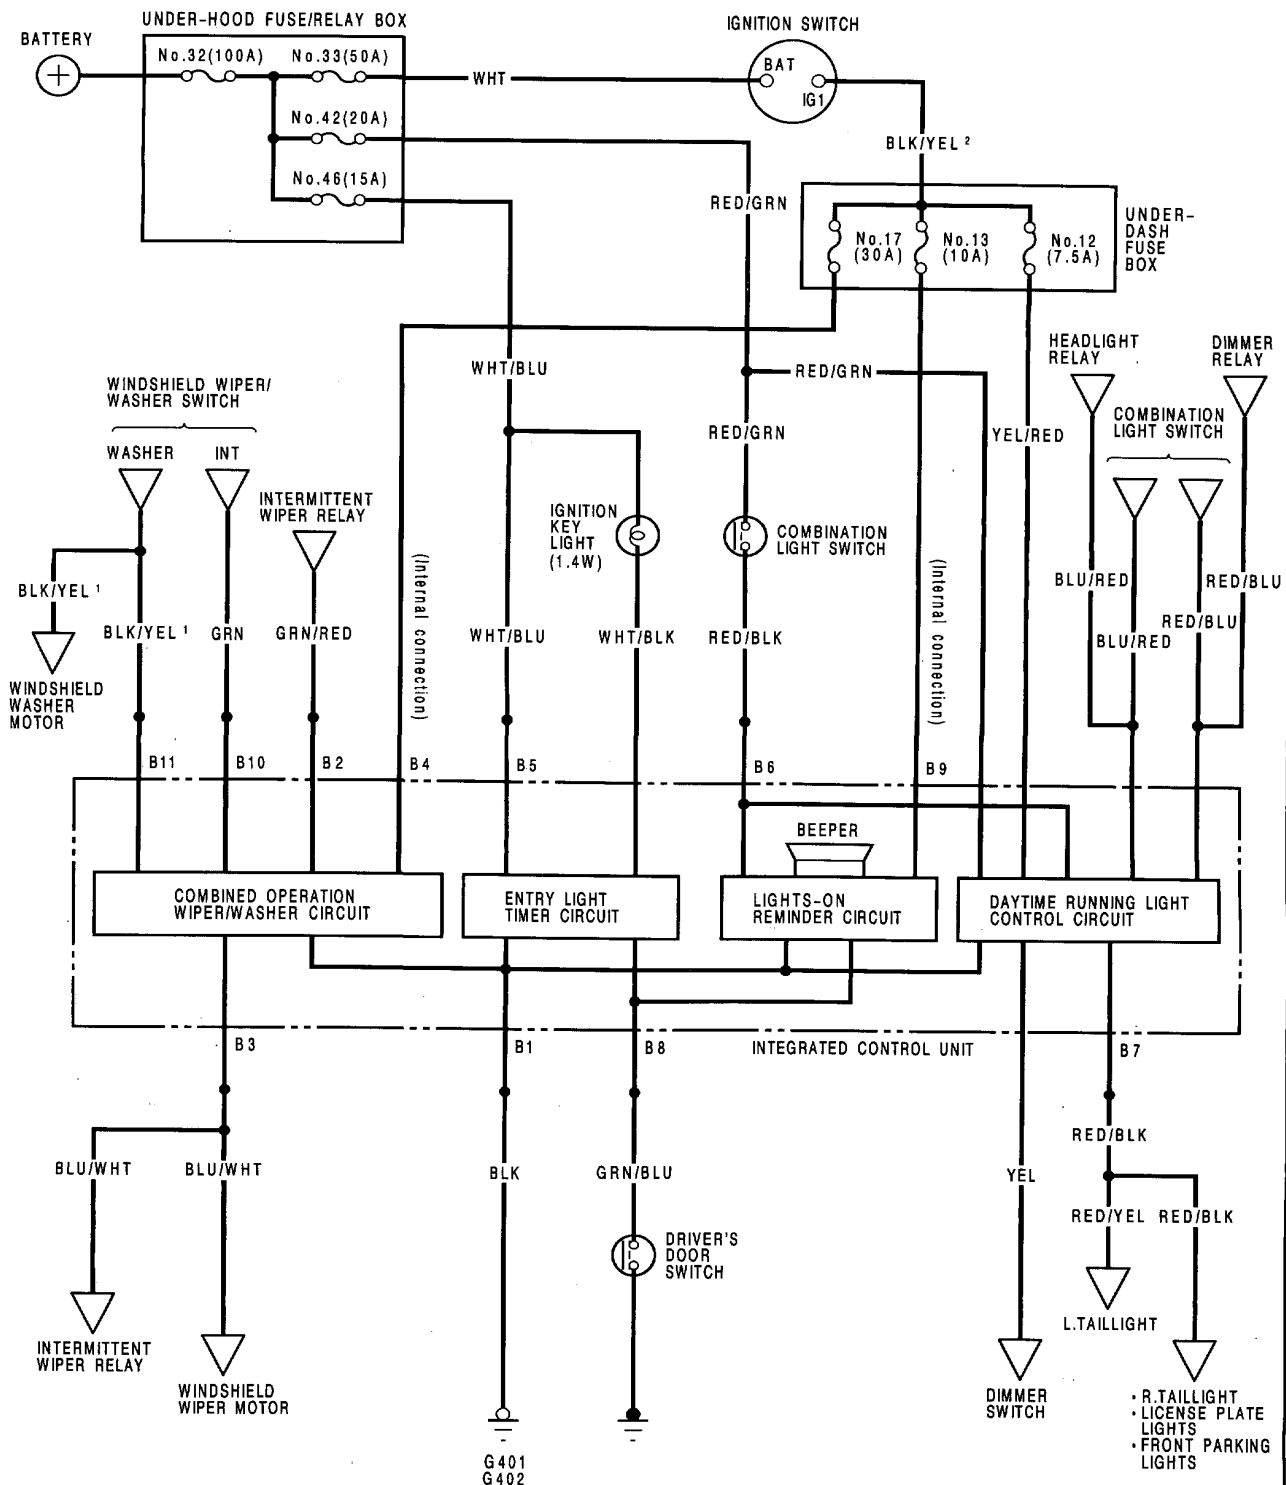 UNDER-HOOD FUSE/RELAY BOX
IGNITION SWITCH
BATTERY
No.32(100A)
No.33(50A)
WHT
BAT
IG1
No.42(20A)
BLK/YEL 2
No.46(15A)
RED/GRN
UNDER-
DASH
FUSE
BOX
No.17
(30A)
No.13
(10A)
No.12
(7.5A)
HEADLIGHT
RELAY
DIMMER
RELAY
WHT/BLU
RED/GRN
WINDSHIELD WIPER/
WASHER SWITCH
COMBINATION
LIGHT SWITCH
RED/GRN
YEL/RED
WASHER
INT
INTERMITTENT
WIPER RELAY
IGNITION
KEY
LIGHT
(1.4W)
COMBINATION
LIGHT SWITCH
(Internal connection)
(Internal connection)
BLK/YEL 1
BLU/RED
RED/BLU
BLK/YEL 1
GRN
GRN/RED
WHT/BLU
WHT/BLK
RED/BLK
BLU/RED
RED/BLU
WINDSHIELD
WASHER
MOTOR
B11
B10
B2
B4
B5
B6
B9
BEEPER
COMBINED OPERATION
WIPER/WASHER CIRCUIT
ENTRY LIGHT
TIMER CIRCUIT
LIGHTS-ON
REMINDER CIRCUIT
DAYTIME RUNNING LIGHT
CONTROL CIRCUIT
B3
B1
B8
INTEGRATED CONTROL UNIT
B7
RED/BLK
BLU/WHT
BLU/WHT
BLK
GRN/BLU
YEL
RED/YEL
RED/BLK
DRIVER'S
DOOR
SWITCH
L.TAILLIGHT
INTERMITTENT
WIPER RELAY
WINDSHIELD
WIPER MOTOR
DIMMER
SWITCH
• R.TAILLIGHT
• LICENSE PLATE
LIGHTS
• FRONT PARKING
LIGHTS
G401
G402